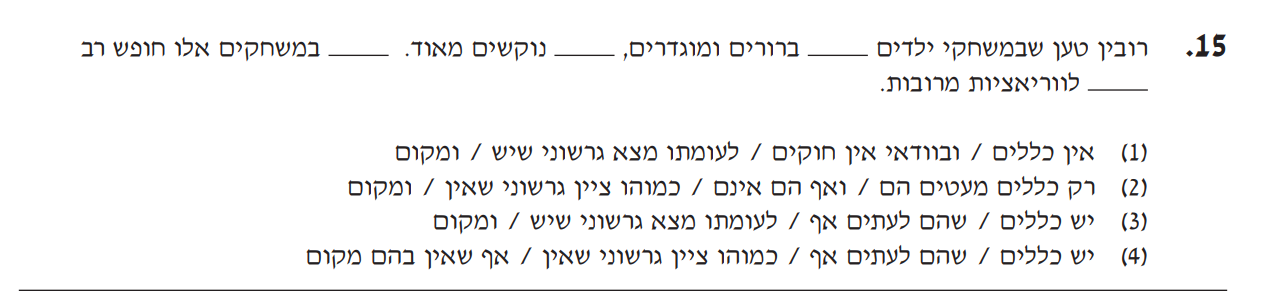 15. רובין טען שבמשחקי ילדים _____ ברורים ומוגדרים, _____ נוקשים מאוד. _____ במשחקים אלו חופש רב
_____ לווריאציות מרובות.
(1) אין כללים / ובוודאי אין חוקים / לעומתו מצא גרשוני שיש / ומקום
(2) רק כללים מעטים הם / ואף הם אינם / כמוהו ציין גרשוני שאין / ומקום
(3) יש כללים / שהם לעתים אף / לעומתו מצא גרשוני שיש / ומקום
(4) יש כללים / שהם לעתים אף / כמוהו ציין גרשוני שאין / אף שאין בהם מקום